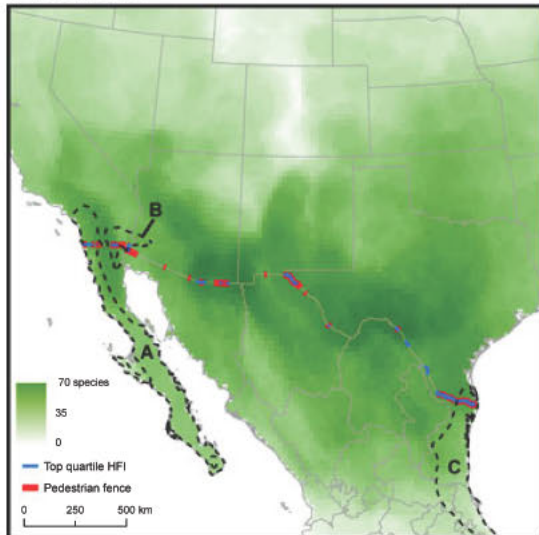 B
A
C
70 species
35
0
Top quartile HFI
Pedestrian fence
0 250 500 km